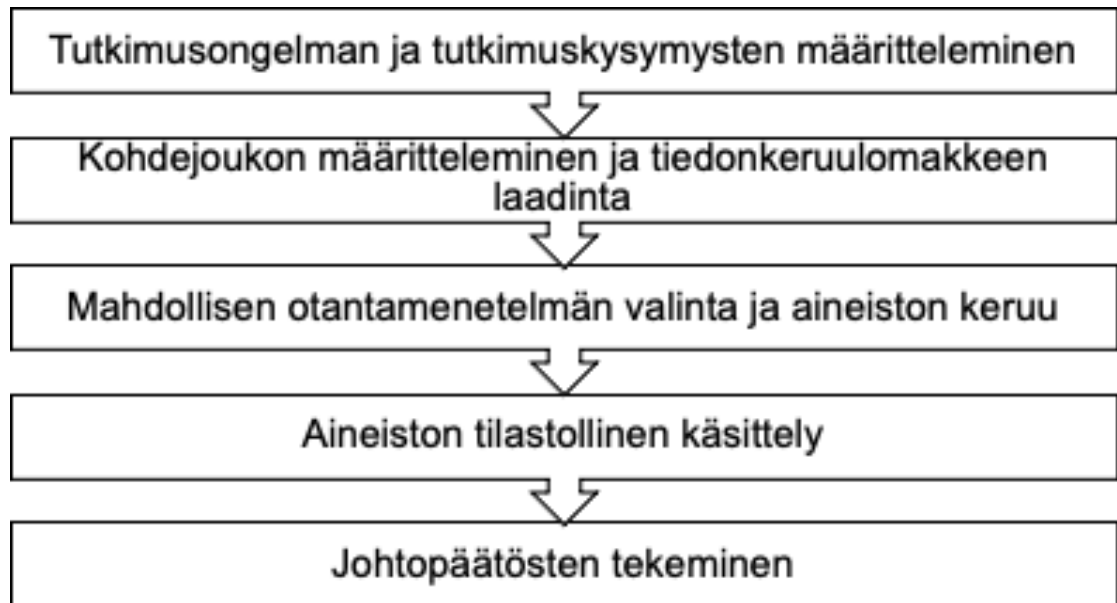 Tutkimusongelman ja tutkimuskysymysten määritteleminen
Kohdejoukon määritteleminen ja tiedonkeruulomakkeen
laadinta
Mahdollisen otantamenetelmän valinta ja aineiston keruu
Aineiston tilastollinen käsittely
Johtopäätösten tekeminen